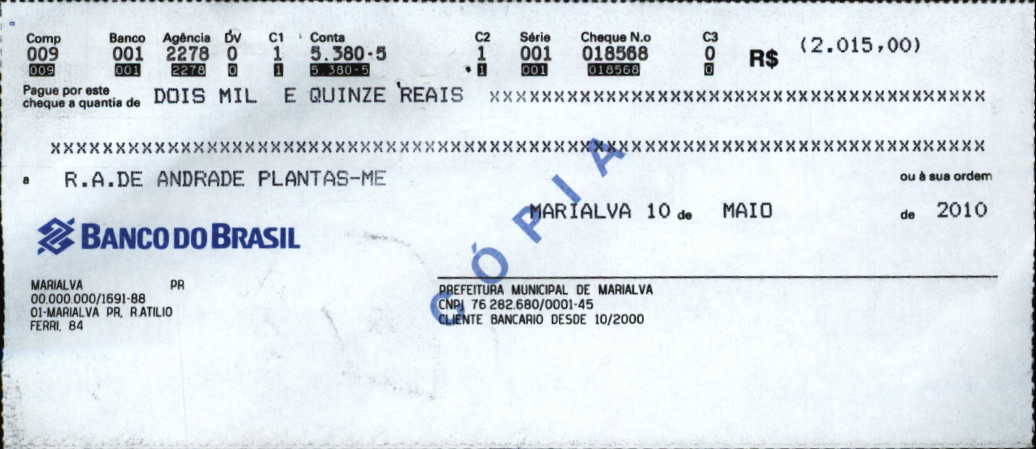 Comp Banco Agência DV C1 Conta C2 Série Cheque N.o C3
009 001 2278 0 1 5.380-5 1 001 018568 0 R$ (2.015,00)
009 001 2278 0 1 5 380-5 1 001 018568 0
Pague por este
cheque a quantia de DOIS MIL E QUINZE REAIS XXXXXXXXXXXXXXXXXXXXXXXXXXXXXXXXXXXXXX
XXXXXXXXXXXXXXXXXXXXXXXXXXXXXXXXXXXXXXXXXXXXXXXXXXXXXXXXXXXXXXXXXXXXXXXX
a R.A.DE ANDRADE PLANTAS-ME ou à sua ordem
MARIALVA 10 de MAIO de 2010
BANCO DO BRASIL
MARIALVA PR
00.000.000/1691-88
01-MARIALVA PR. R.ATILIO
FERRI, 84
PREFEITURA MUNICIPAL DE MARIALVA
CNPJ 76.282.680/0001-45
CLIENTE BANCARIO DESDE 10/2000
CÓPIA